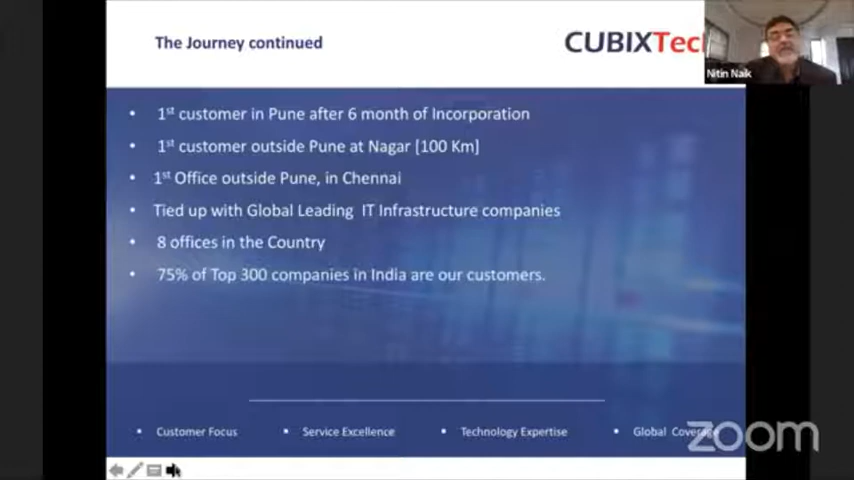 The Journey continued
CUBIXTec
Nitin Naik
• 1st customer in Pune after 6 month of Incorporation
• 1st customer outside Pune at Nagar [100 Km]
• 1st Office outside Pune, in Chennai
• Tied up with Global Leading IT Infrastructure companies
• 8 offices in the Country
• 75% of Top 300 companies in India are our customers.
▪ Customer Focus ▪ Service Excellence ▪ Technology Expertise ▪ Global Coverage
zoom